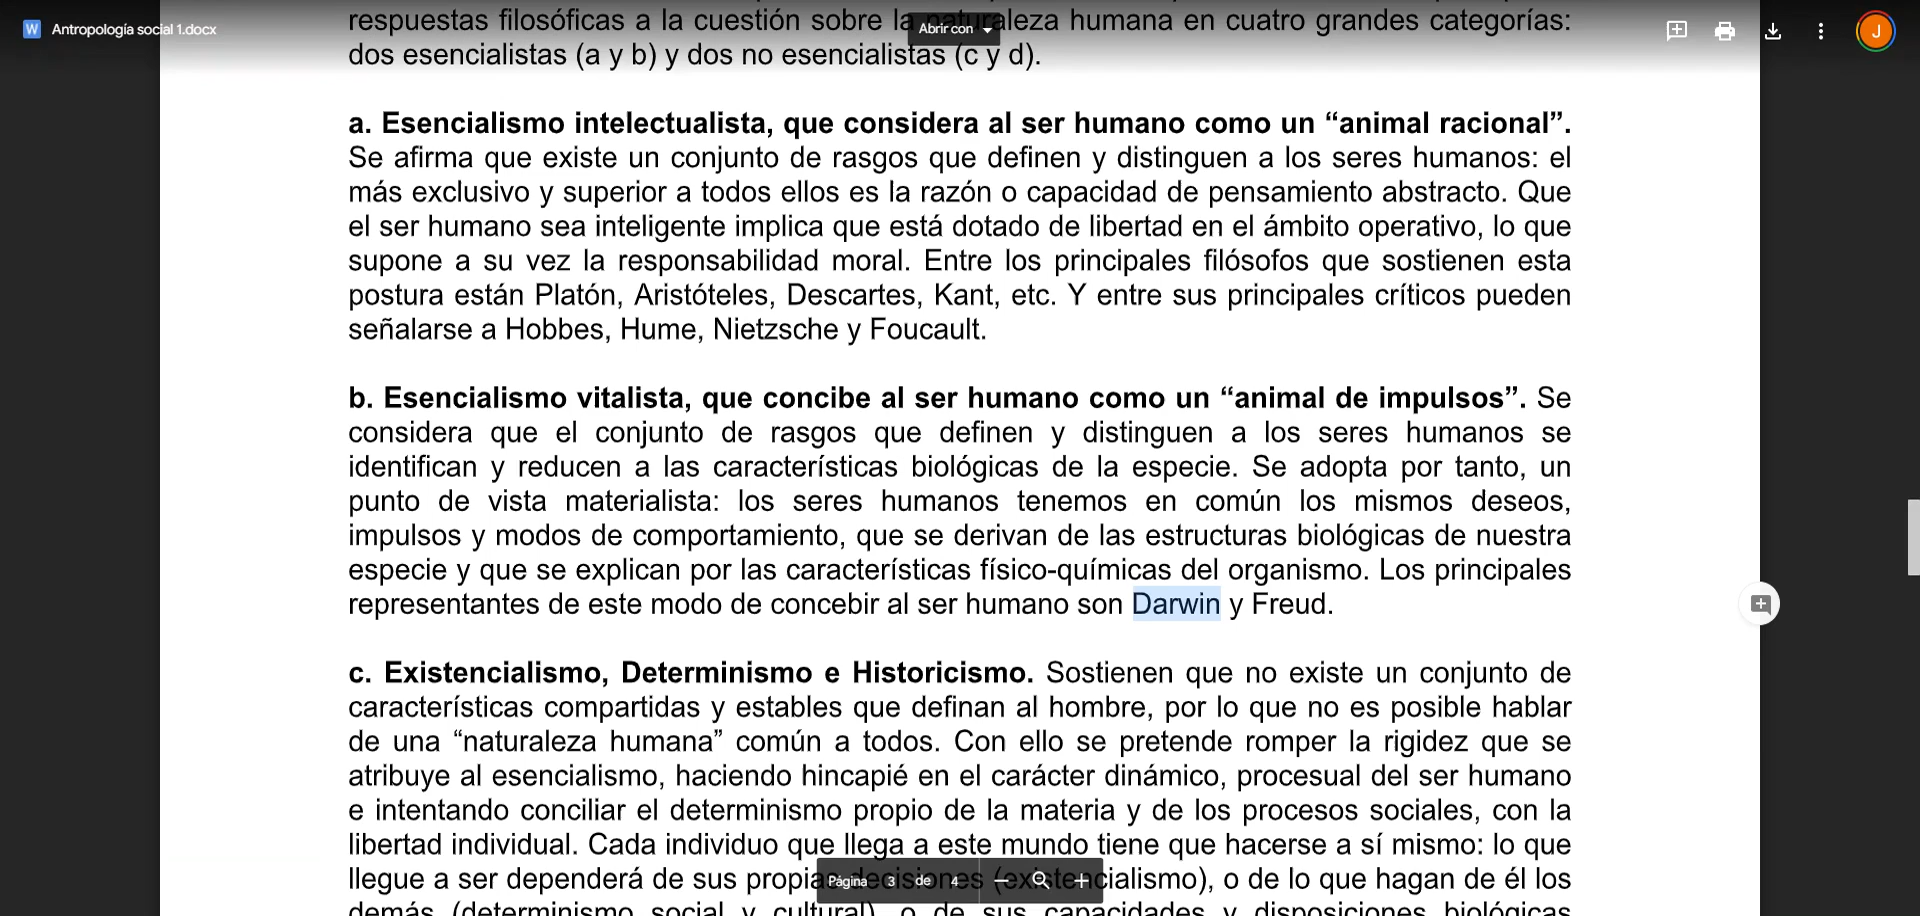 Antropología social 1.docx
Abrir con
J
respuestas filosóficas a la cuestión sobre la naturaleza humana en cuatro grandes categorías:
dos esencialistas (a y b) y dos no esencialistas (c y d).
a. Esencialismo intelectualista, que considera al ser humano como un “animal racional”.
Se afirma que existe un conjunto de rasgos que definen y distinguen a los seres humanos: el
más exclusivo y superior a todos ellos es la razón o capacidad de pensamiento abstracto. Que
el ser humano sea inteligente implica que está dotado de libertad en el ámbito operativo, lo que
supone a su vez la responsabilidad moral. Entre los principales filósofos que sostienen esta
postura están Platón, Aristóteles, Descartes, Kant, etc. Y entre sus principales críticos pueden
señalarse a Hobbes, Hume, Nietzsche y Foucault.
b. Esencialismo vitalista, que concibe al ser humano como un “animal de impulsos”. Se
considera que el conjunto de rasgos que definen y distinguen a los seres humanos se
identifican y reducen a las características biológicas de la especie. Se adopta por tanto, un
punto de vista materialista: los seres humanos tenemos en común los mismos deseos,
impulsos y modos de comportamiento, que se derivan de las estructuras biológicas de nuestra
especie y que se explican por las características físico-químicas del organismo. Los principales
representantes de este modo de concebir al ser humano son Darwin y Freud.
c. Existencialismo, Determinismo e Historicismo. Sostienen que no existe un conjunto de
características compartidas y estables que definan al hombre, por lo que no es posible hablar
de una “naturaleza humana” común a todos. Con ello se pretende romper la rigidez que se
atribuye al esencialismo, haciendo hincapié en el carácter dinámico, procesual del ser humano
e intentando conciliar el determinismo propio de la materia y de los procesos sociales, con la
libertad individual. Cada individuo que llega a este mundo tiene que hacerse a sí mismo: lo que
llegue a ser dependerá de sus propias decisiones (existencialismo), o de lo que hagan de él los
demás (determinismo social y cultural), o de sus capacidades y disposiciones biológicas
Página 3 de 4